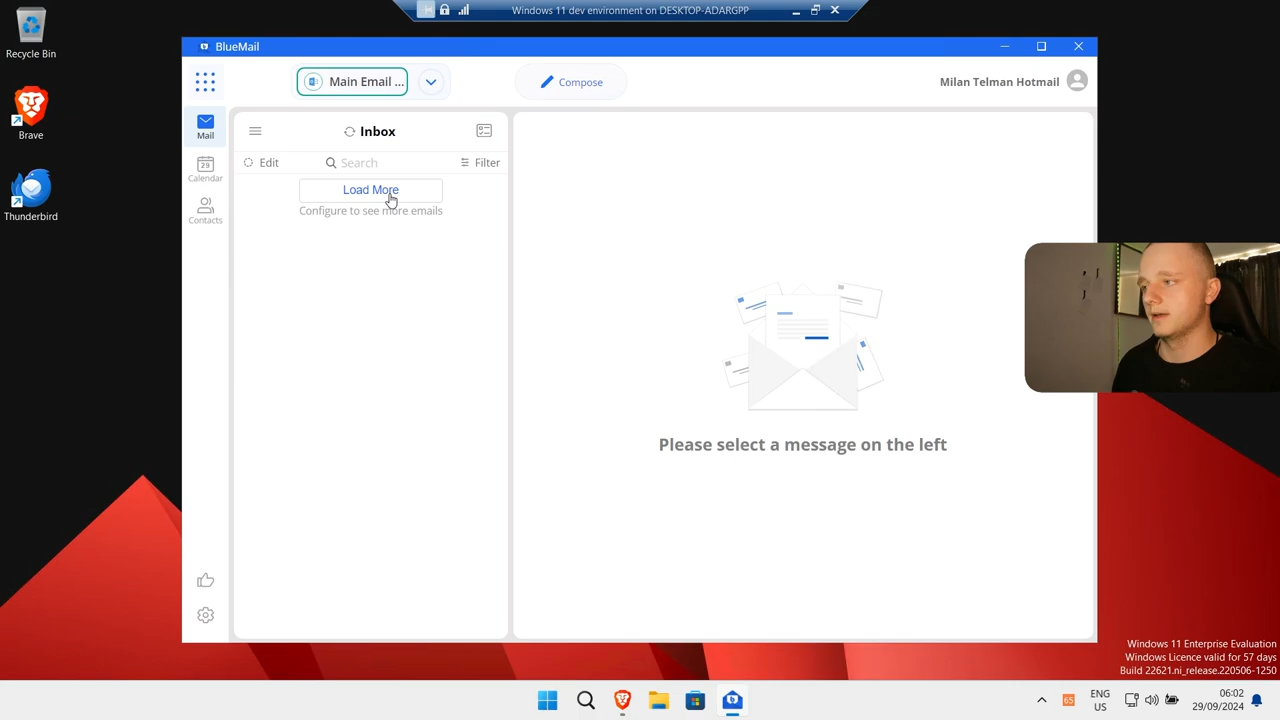 Windows 11 dev environment on DESKTOP-ADARGPP
Recycle Bin
Brave
Thunderbird
BlueMail
Main Email ...
Compose
Milan Telman Hotmail
Mail
29
Calendar
Contacts
Inbox
Edit
Search
Filter
Load More
Configure to see more emails
Please select a message on the left
Windows 11 Enterprise Evaluation
Windows Licence valid for 57 days
Build 22621.ni_release.220506-1250
65
ENG
US
06:02
29/09/2024